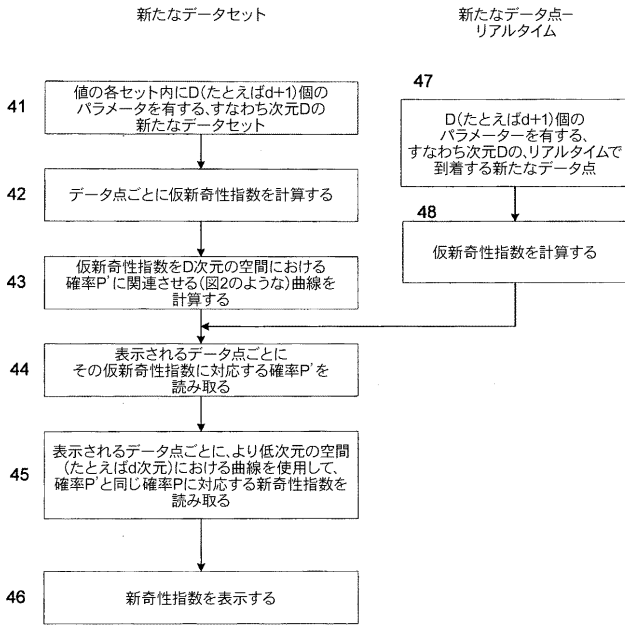 新たなデータセット
新たなデータ点−
リアルタイム
41
値の各セット内にD(たとえばd+1)個の
パラメータを有する、すなわち次元Dの
新たなデータセット
42
データ点ごとに仮新奇性指数を計算する
43
仮新奇性指数をD次元の空間における
確率P'に関連させる(図2のような)曲線を
計算する
47
D(たとえばd+1)個の
パラメーターを有する、
すなわち次元Dの、リアルタイムで
到着する新たなデータ点
48
仮新奇性指数を計算する
44
表示されるデータ点ごとに
その仮新奇性指数に対応する確率P'を
読み取る
45
表示されるデータ点ごとに、より低次元の空間
(たとえばd次元)における曲線を使用して、
確率P'と同じ確率Pに対応する新奇性指数を
読み取る
46
新奇性指数を表示する